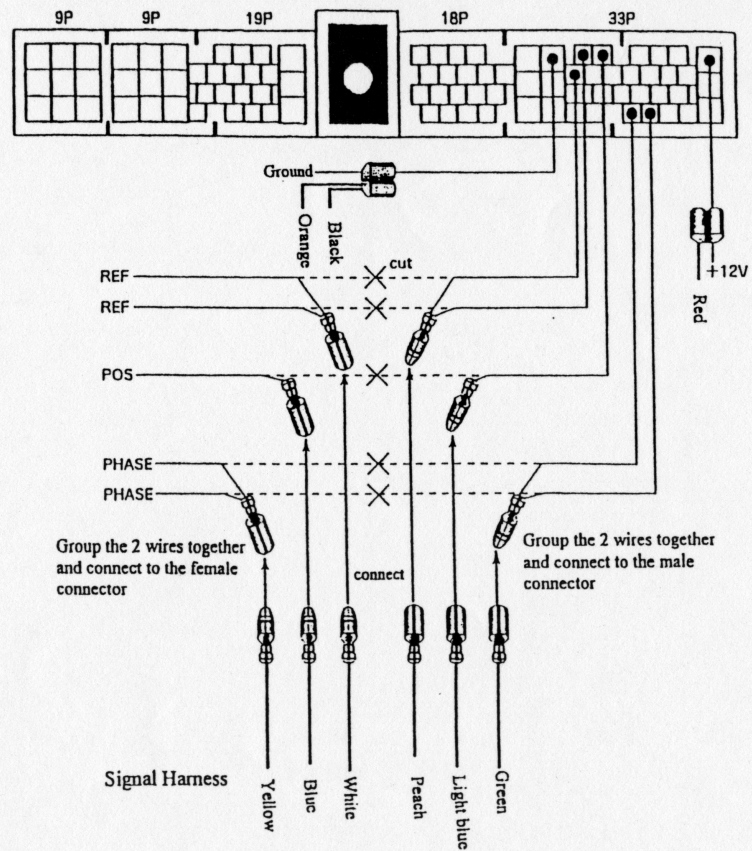 9P 9P 19P 18P 33P
Ground
Orange
Black
cut
REF
REF
+12V
Red
POS
PHASE
PHASE
Group the 2 wires together
and connect to the female
connector
Group the 2 wires together
and connect to the male
connector
connect
Signal Harness
Yellow
Blue
White
Peach
Light blue
Green